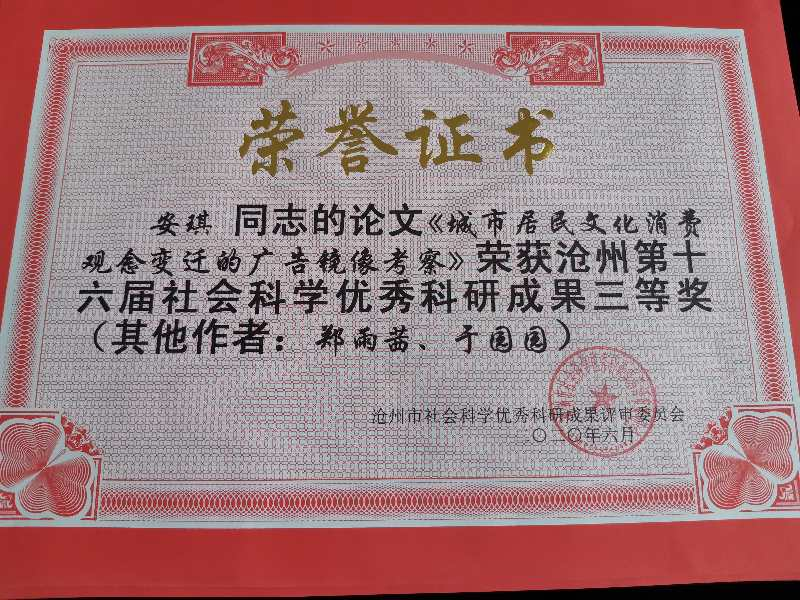 荣誉证书
安琪 同志的论文《城市居民文化消费
观念变迁的广告镜像考察》荣获沧州第十
六届社会科学优秀科研成果三等奖
（其他作者：郑雨茜、于园园）
沧州市社会科学优秀科研成果评审委员会
二〇二〇年六月